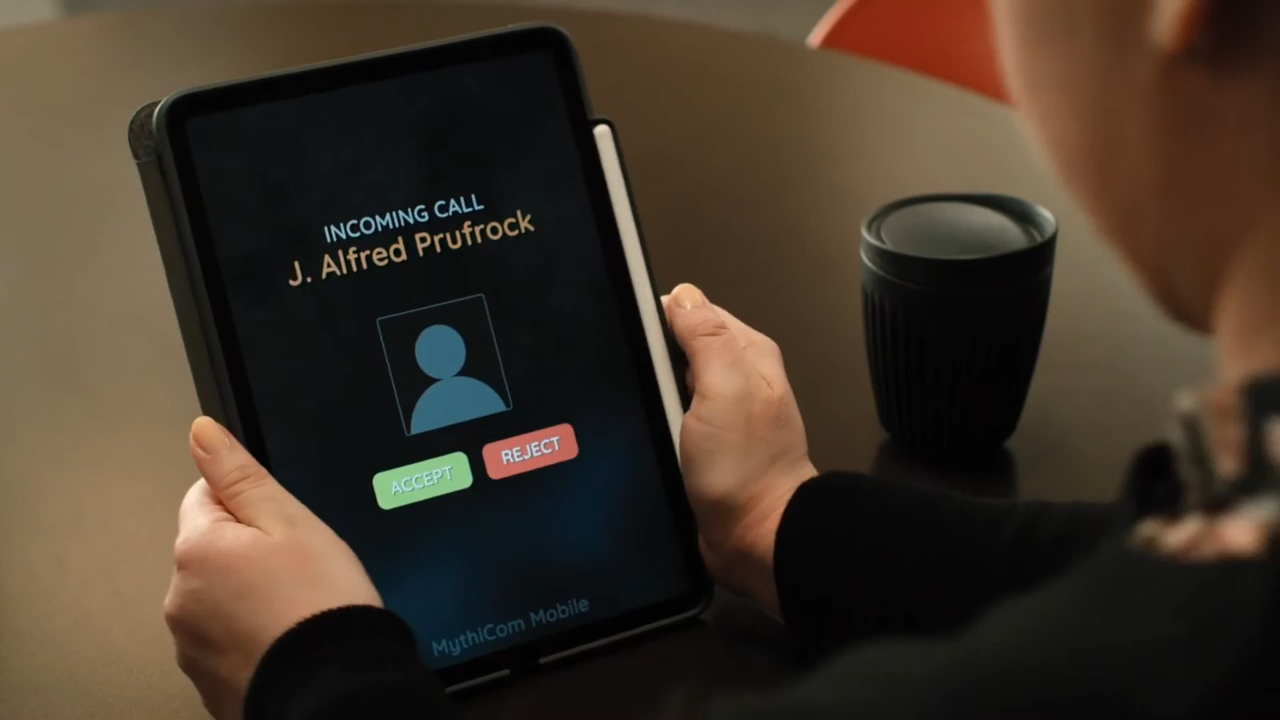 INCOMING CALL
J. Alfred Prufrock
ACCEPT
REJECT
MythiCom Mobile